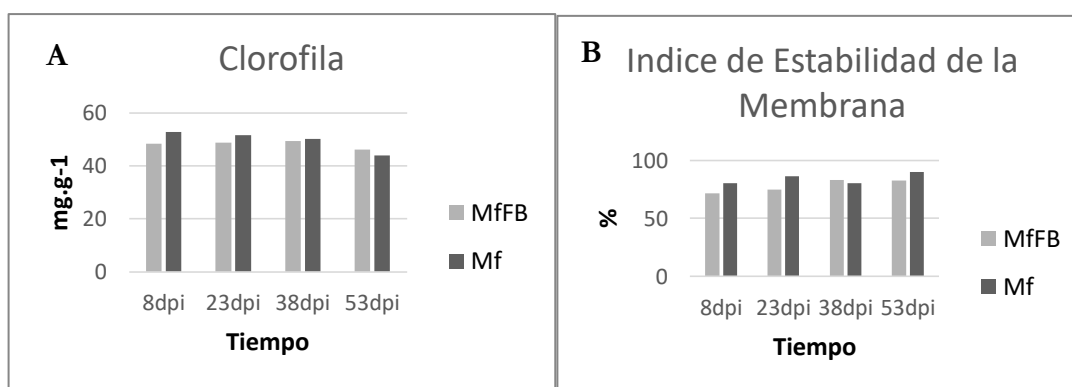 A
Clorofila
60
40
20
0
mg.g-1
8dpi 23dpi 38dpi 53dpi
Tiempo
MfFB
Mf
B
Indice de Estabilidad de la
Membrana
100
50
0
%
8dpi 23dpi 38dpi 53dpi
Tiempo
MfFB
Mf